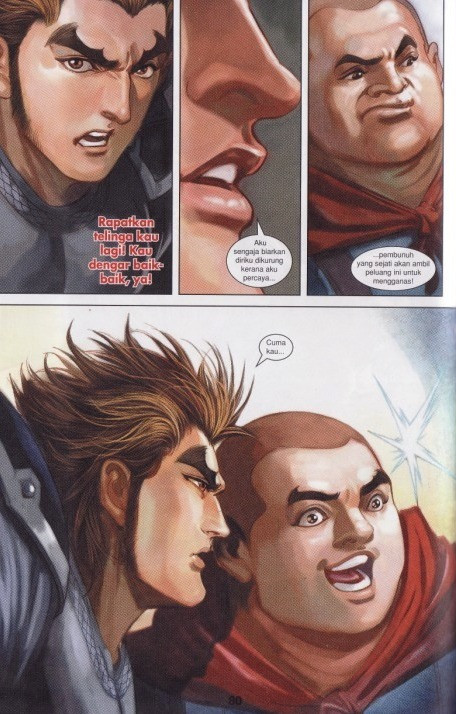 Rapatkan
telinga kau
lagi! Kau
dengar baik-
baik, ya!
Aku
sengaja biarkan
diriku dikurung
kerana aku
percaya...
...pembunuh
yang sejati akan ambil
peluang ini untuk
mengganas!
Cuma
kau...
80